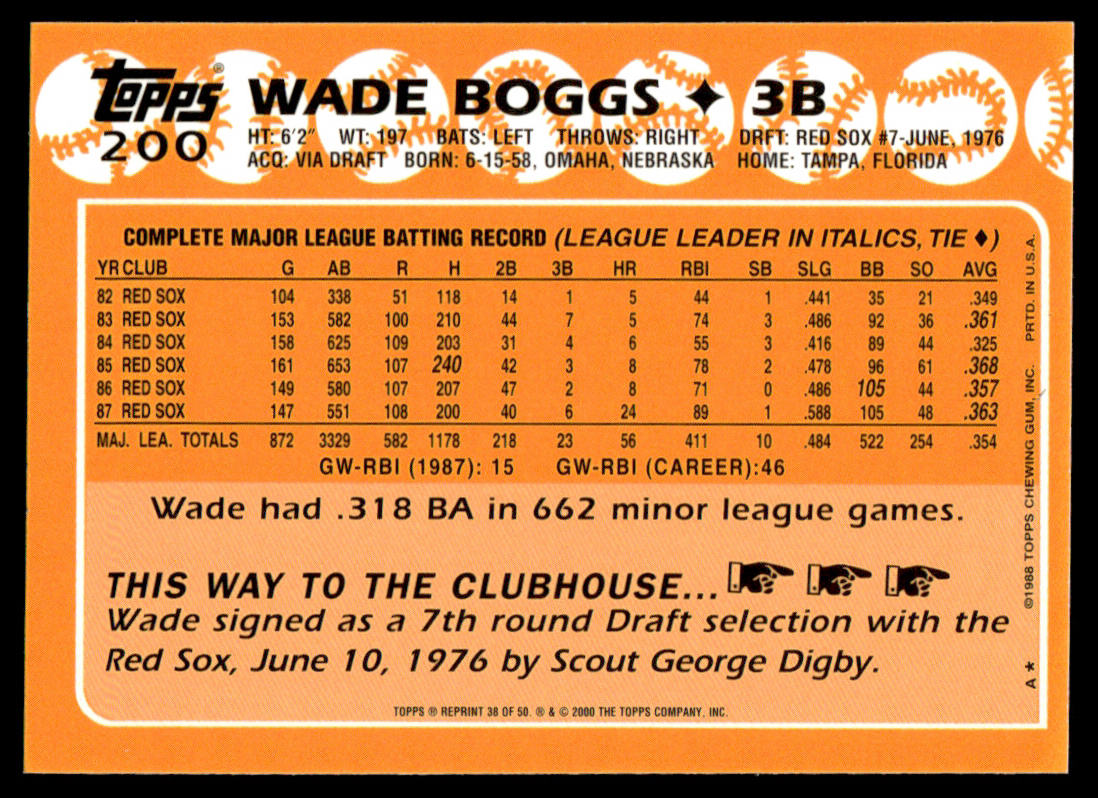 topps® WADE BOGGS ✦ 3B
200
HT: 6'2" WT: 197 BATS: LEFT THROWS: RIGHT DRFT: RED SOX #7-JUNE, 1976
ACQ: VIA DRAFT BORN: 6-15-58, OMAHA, NEBRASKA HOME: TAMPA, FLORIDA
COMPLETE MAJOR LEAGUE BATTING RECORD (LEAGUE LEADER IN ITALICS, TIE ♦)
YR CLUB G AB R H 2B 3B HR RBI SB SLG BB SO AVG
82 RED SOX 104 338 51 118 14 1 5 44 1 .441 35 21 .349
83 RED SOX 153 582 100 210 44 7 5 74 3 .486 92 36 .361
84 RED SOX 158 625 109 203 31 4 6 55 3 .416 89 44 .325
85 RED SOX 161 653 107 240 42 3 8 78 2 .478 96 61 .368
86 RED SOX 149 580 107 207 47 2 8 71 0 .486 105 44 .357
87 RED SOX 147 551 108 200 40 6 24 89 1 .588 105 48 .363
MAJ. LEA. TOTALS 872 3329 582 1178 218 23 56 411 10 .484 522 254 .354
GW-RBI (1987): 15 GW-RBI (CAREER):46
Wade had .318 BA in 662 minor league games.
THIS WAY TO THE CLUBHOUSE...
Wade signed as a 7th round Draft selection with the
Red Sox, June 10, 1976 by Scout George Digby.
TOPPS ® REPRINT 38 OF 50. ® & © 2000 THE TOPPS COMPANY, INC.
A* ©1988 TOPPS CHEWING GUM, INC. PRTD. IN U.S.A.